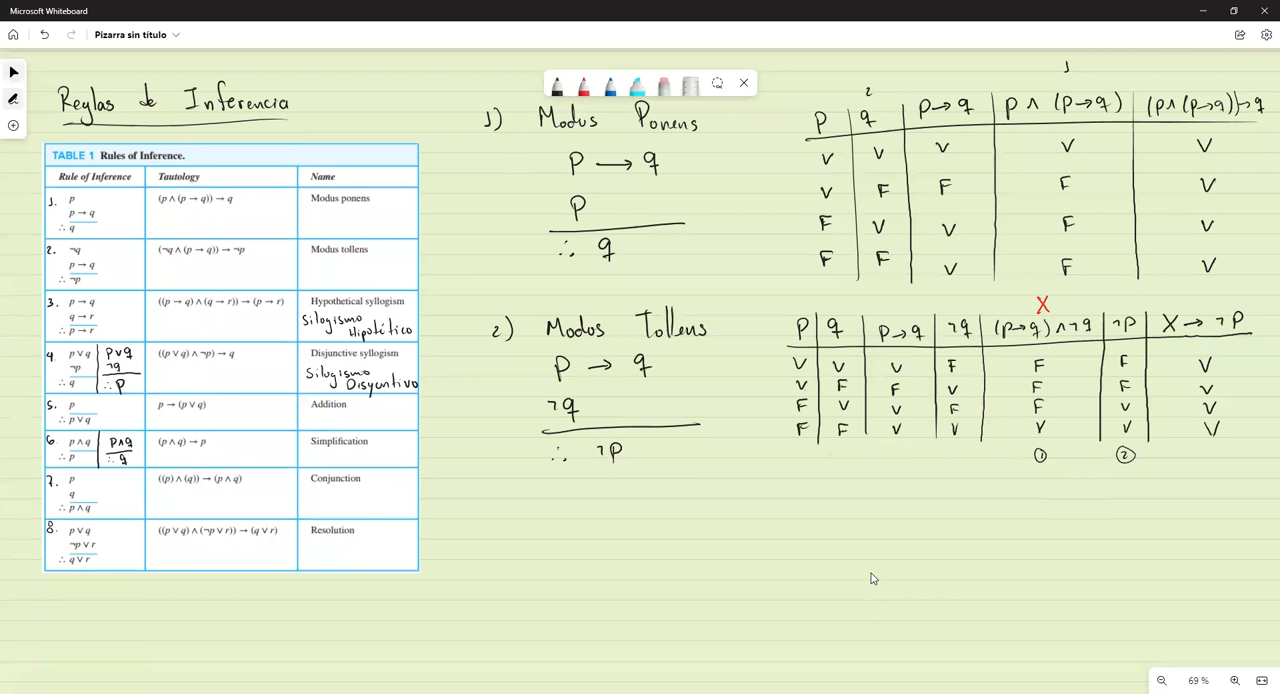 Microsoft Whiteboard
Pizarra sin título
Reglas de Inferencia
TABLE 1 Rules of Inference.
Rule of Inference Tautology Name
1. p (p ∧ (p → q)) → q Modus ponens
p → q
∴ q
2. ¬q (¬q ∧ (p → q)) → ¬p Modus tollens
p → q
∴ ¬p
3. p → q ((p → q) ∧ (q → r)) → (p → r) Hypothetical syllogism
q → r Silogismo
∴ p → r Hipotético
4. p ∨ q p∨q ((p ∨ q) ∧ ¬p) → q Disjunctive syllogism
¬p ¬q Silogismo
∴ q ∴ p Disyuntivo
5. p p → (p ∨ q) Addition
∴ p ∨ q
6. p ∧ q p∧q (p ∧ q) → p Simplification
∴ p ∴ q
7. p ((p) ∧ (q)) → (p ∧ q) Conjunction
q
∴ p ∧ q
8. p ∨ q ((p ∨ q) ∧ (¬p ∨ r)) → (q ∨ r) Resolution
¬p ∨ r
∴ q ∨ r
1) Modus Ponens
P → q
P
∴ q
2 1
P q p → q p ∧ (p → q) (p ∧ (p → q)) → q
V V V V V
V F F F V
F V V F V
F F V F V
2) Modus Tollens
P → q
¬q
∴ ¬P
X
P q P → q ¬q (p → q) ∧ ¬q ¬P X → ¬P
V V V F F F V
V F F V F F V
F V V F F V V
F F V V V V V
① ②
69 %